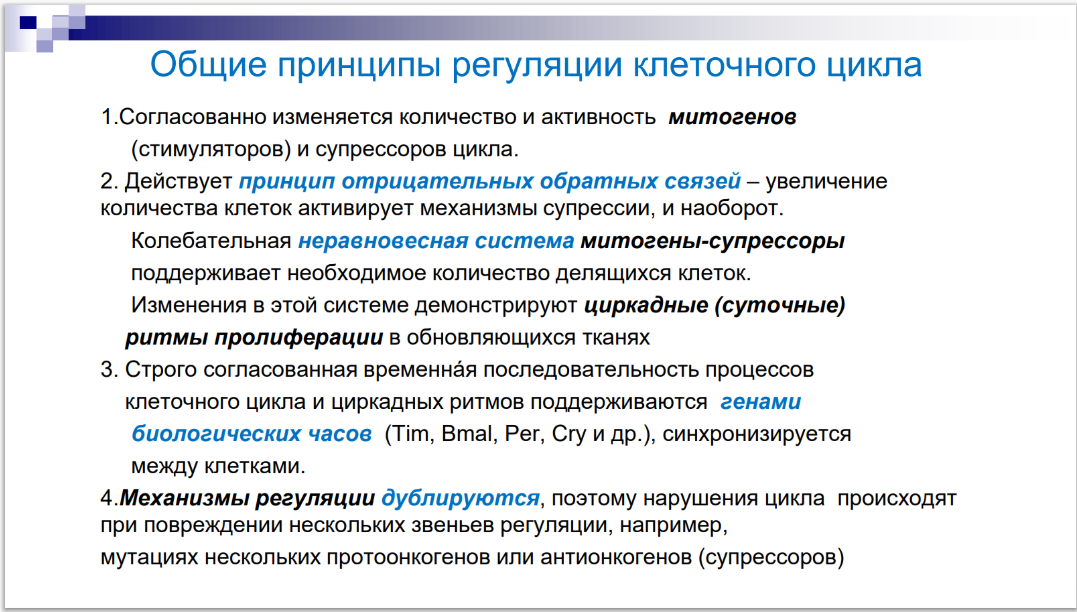 Общие принципы регуляции клеточного цикла
1.Согласованно изменяется количество и активность митогенов
(стимуляторов) и супрессоров цикла.
2. Действует принцип отрицательных обратных связей – увеличение
количества клеток активирует механизмы супрессии, и наоборот.
Колебательная неравновесная система митогены-супрессоры
поддерживает необходимое количество делящихся клеток.
Изменения в этой системе демонстрируют циркадные (суточные)
ритмы пролиферации в обновляющихся тканях
3. Строго согласованная временна́я последовательность процессов
клеточного цикла и циркадных ритмов поддерживаются генами
биологических часов (Tim, Bmal, Per, Cry и др.), синхронизируется
между клетками.
4.Механизмы регуляции дублируются, поэтому нарушения цикла происходят
при повреждении нескольких звеньев регуляции, например,
мутациях нескольких протоонкогенов или антионкогенов (супрессоров)